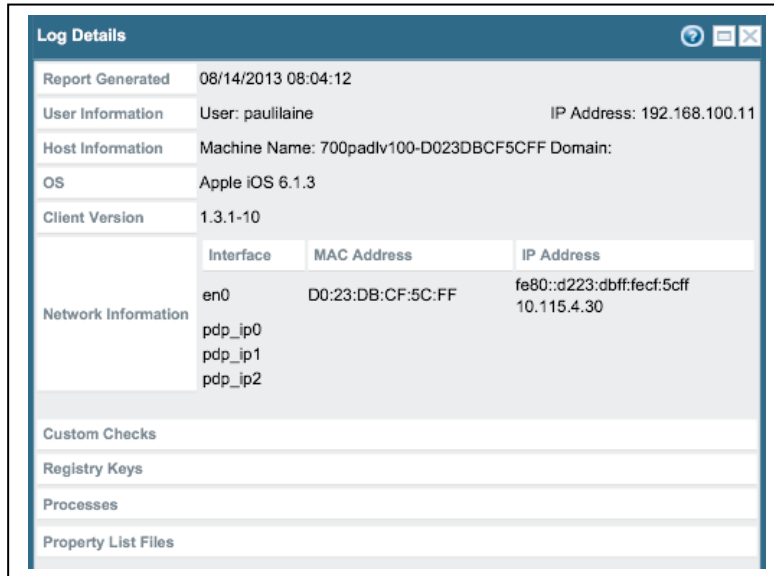 Log Details
Report Generated 08/14/2013 08:04:12
User Information User: paulilaine IP Address: 192.168.100.11
Host Information Machine Name: 700padlv100-D023DBCF5CFF Domain:
OS Apple iOS 6.1.3
Client Version 1.3.1-10
Network Information
Interface MAC Address IP Address
en0 D0:23:DB:CF:5C:FF fe80::d223:dbff:fecf:5cff
10.115.4.30
pdp_ip0
pdp_ip1
pdp_ip2
Custom Checks
Registry Keys
Processes
Property List Files